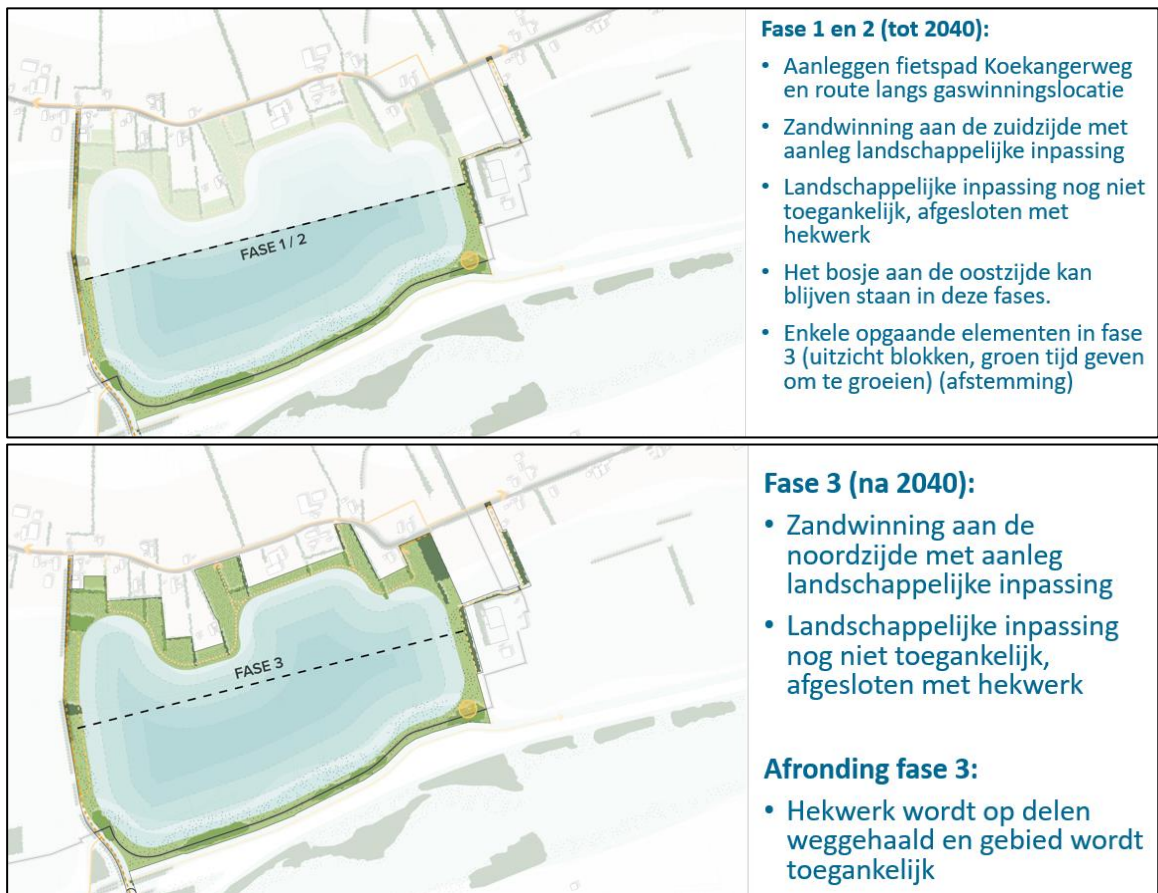 FASE 1 / 2
Fase 1 en 2 (tot 2040):
• Aanleggen fietspad Koekangerweg
en route langs gaswinningslocatie
• Zandwinning aan de zuidzijde met
aanleg landschappelijke inpassing
• Landschappelijke inpassing nog niet
toegankelijk, afgesloten met
hekwerk
• Het bosje aan de oostzijde kan
blijven staan in deze fases.
• Enkele opgaande elementen in fase
3 (uitzicht blokken, groen tijd geven
om te groeien) (afstemming)
FASE 3
Fase 3 (na 2040):
• Zandwinning aan de
noordzijde met aanleg
landschappelijke inpassing
• Landschappelijke inpassing
nog niet toegankelijk,
afgesloten met hekwerk
Afronding fase 3:
• Hekwerk wordt op delen
weggehaald en gebied wordt
toegankelijk